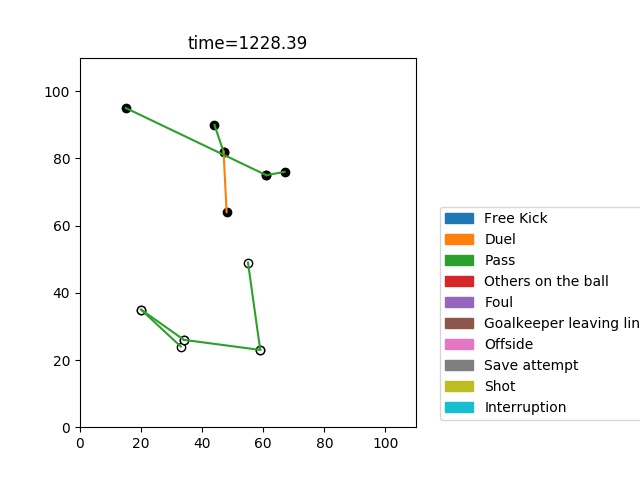 time=1228.39
100
80
60
40
20
0
0 20 40 60 80 100
Free Kick
Duel
Pass
Others on the ball
Foul
Goalkeeper leaving lin
Offside
Save attempt
Shot
Interruption